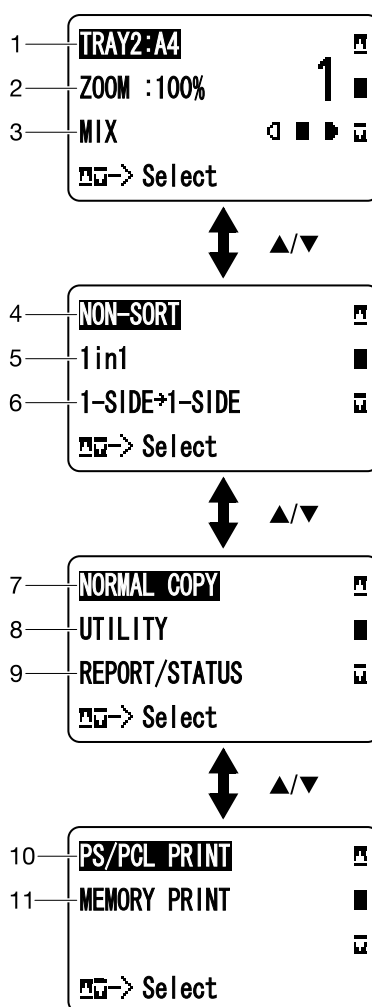 1 TRAY2:A4
2 ZOOM :100% 1
3 MIX
-> Select
▲/▼
4 NON-SORT
5 1in1
6 1-SIDE→1-SIDE
-> Select
▲/▼
7 NORMAL COPY
8 UTILITY
9 REPORT/STATUS
-> Select
▲/▼
10 PS/PCL PRINT
11 MEMORY PRINT
-> Select